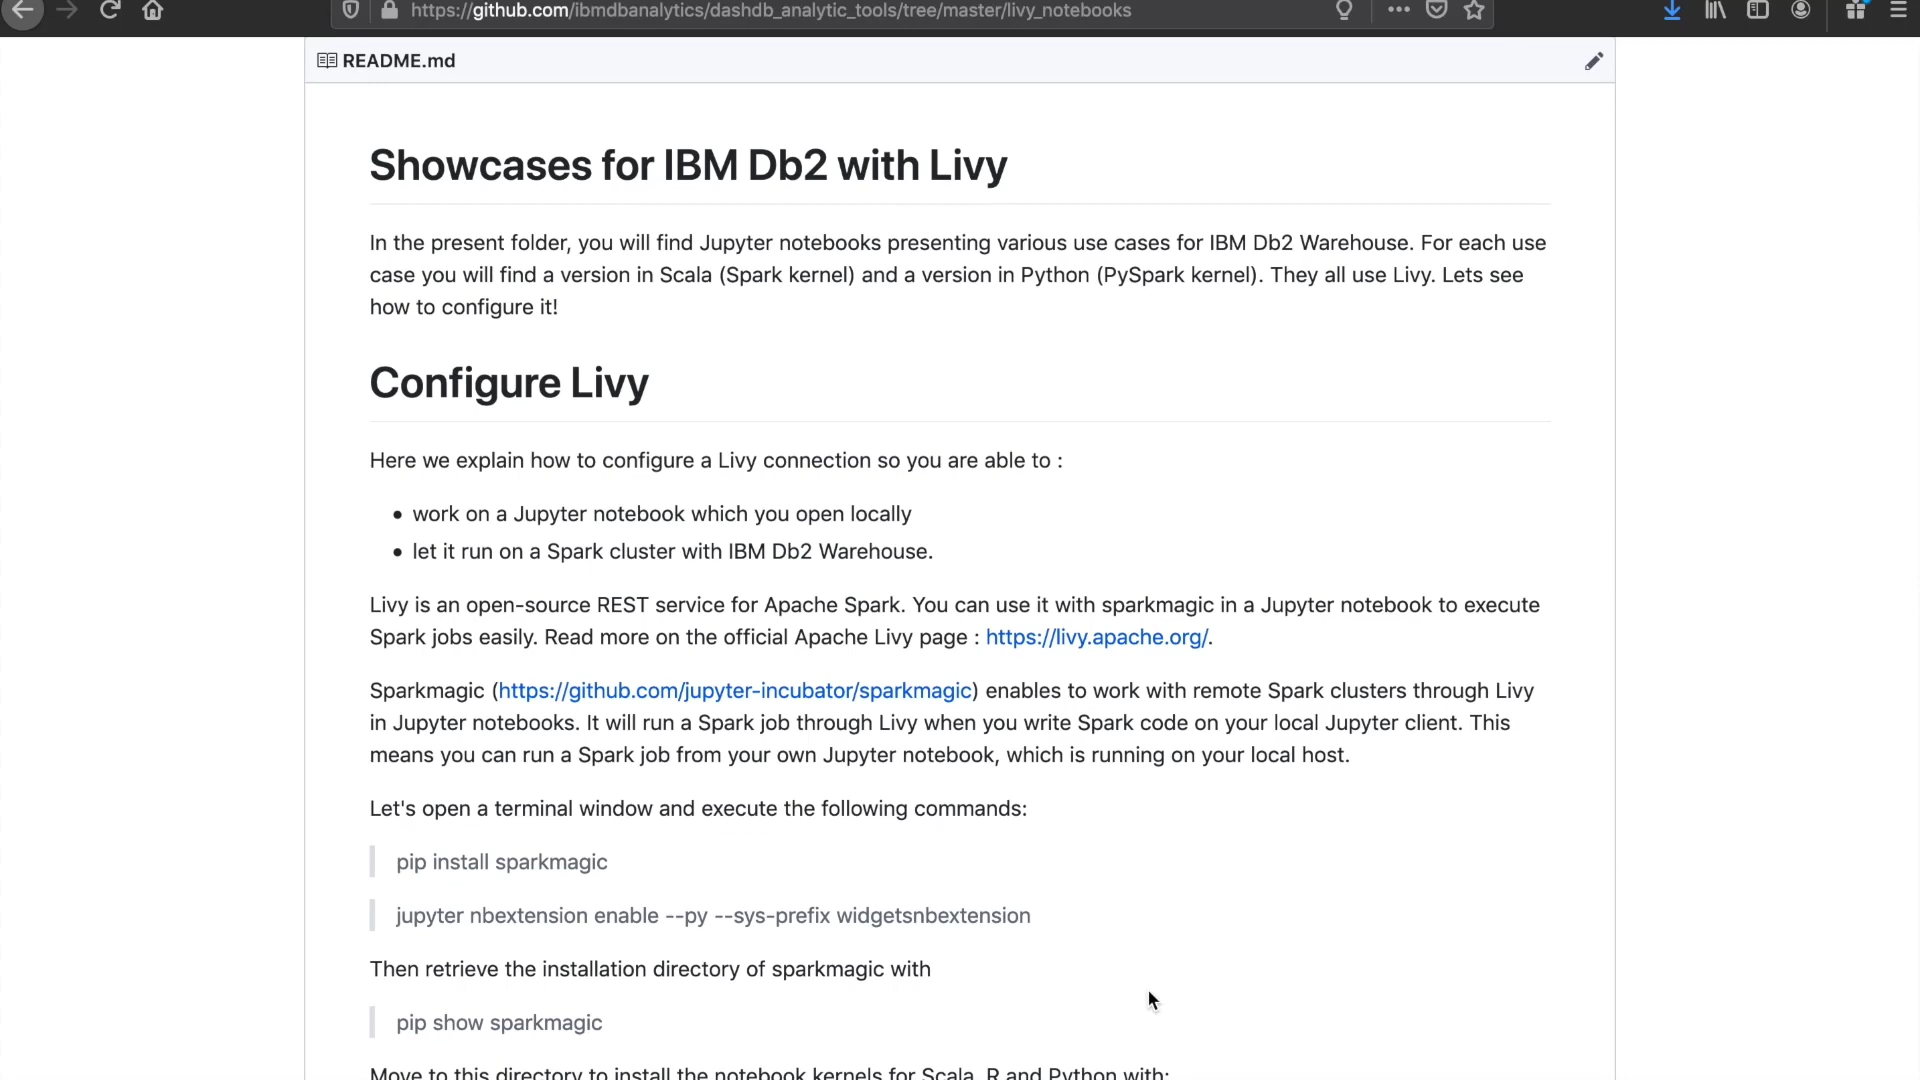 https://github.com/ibmdbanalytics/dashdb_analytic_tools/tree/master/livy_notebooks
README.md
Showcases for IBM Db2 with Livy
In the present folder, you will find Jupyter notebooks presenting various use cases for IBM Db2 Warehouse. For each use
case you will find a version in Scala (Spark kernel) and a version in Python (PySpark kernel). They all use Livy. Lets see
how to configure it!
Configure Livy
Here we explain how to configure a Livy connection so you are able to :
• work on a Jupyter notebook which you open locally
• let it run on a Spark cluster with IBM Db2 Warehouse.
Livy is an open-source REST service for Apache Spark. You can use it with sparkmagic in a Jupyter notebook to execute
Spark jobs easily. Read more on the official Apache Livy page : https://livy.apache.org/.
Sparkmagic (https://github.com/jupyter-incubator/sparkmagic) enables to work with remote Spark clusters through Livy
in Jupyter notebooks. It will run a Spark job through Livy when you write Spark code on your local Jupyter client. This
means you can run a Spark job from your own Jupyter notebook, which is running on your local host.
Let's open a terminal window and execute the following commands:
pip install sparkmagic
jupyter nbextension enable --py --sys-prefix widgetsnbextension
Then retrieve the installation directory of sparkmagic with
pip show sparkmagic
Move to this directory to install the notebook kernels for Scala, R and Python with: